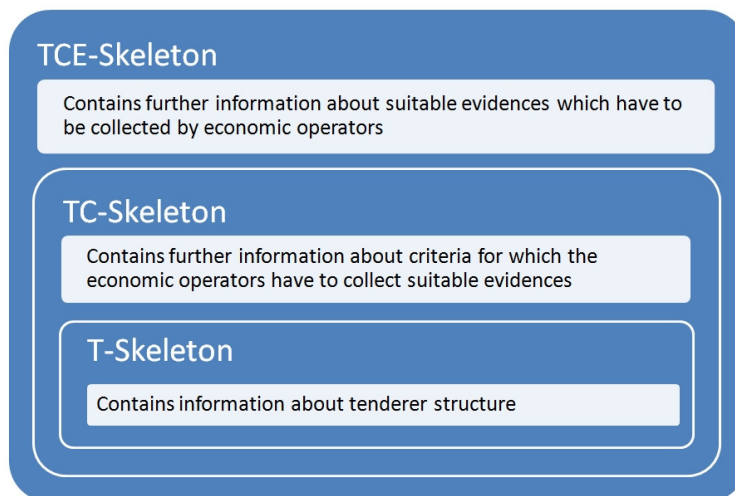 TCE-Skeleton
Contains further information about suitable evidences which have to
be collected by economic operators
TC-Skeleton
Contains further information about criteria for which the
economic operators have to collect suitable evidences
T-Skeleton
Contains information about tenderer structure